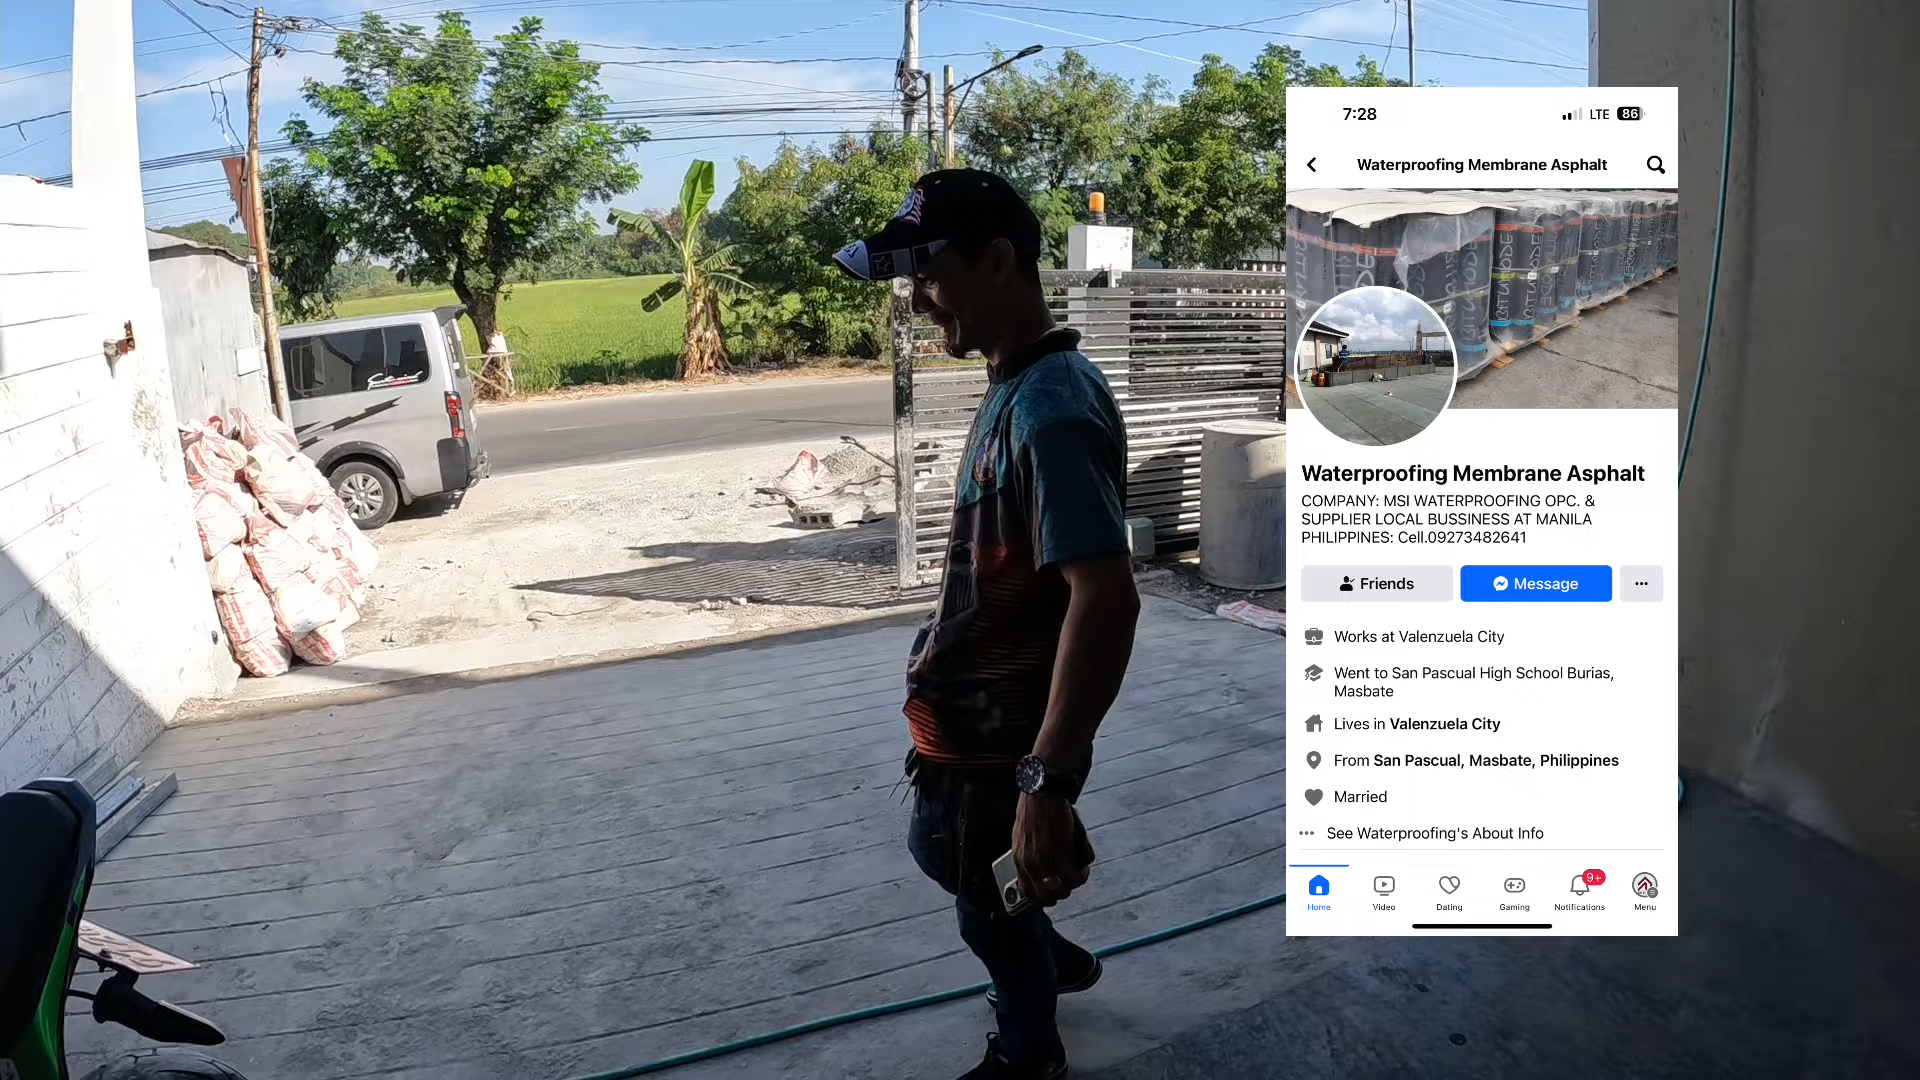 7:28
LTE 86
Waterproofing Membrane Asphalt
Waterproofing Membrane Asphalt
COMPANY: MSI WATERPROOFING OPC. &
SUPPLIER LOCAL BUSSINESS AT MANILA
PHILIPPINES: Cell.09273482641
Friends
Message
Works at Valenzuela City
Went to San Pascual High School Burias,
Masbate
Lives in Valenzuela City
From San Pascual, Masbate, Philippines
Married
See Waterproofing's About Info
9+
Home Video Dating Gaming Notifications Menu